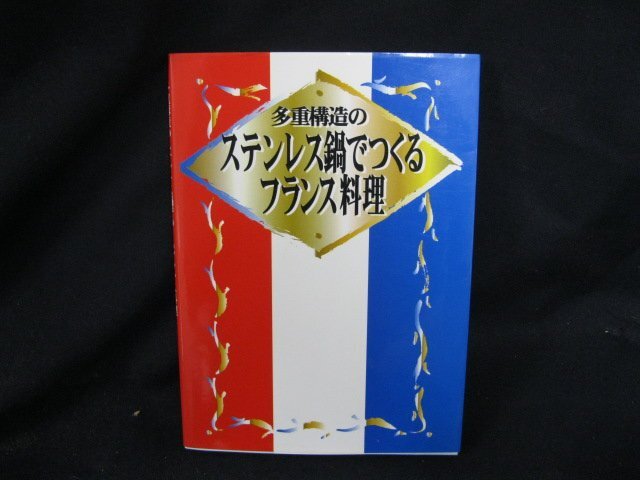 多重構造の
ステンレス鍋でつくる
フランス料理